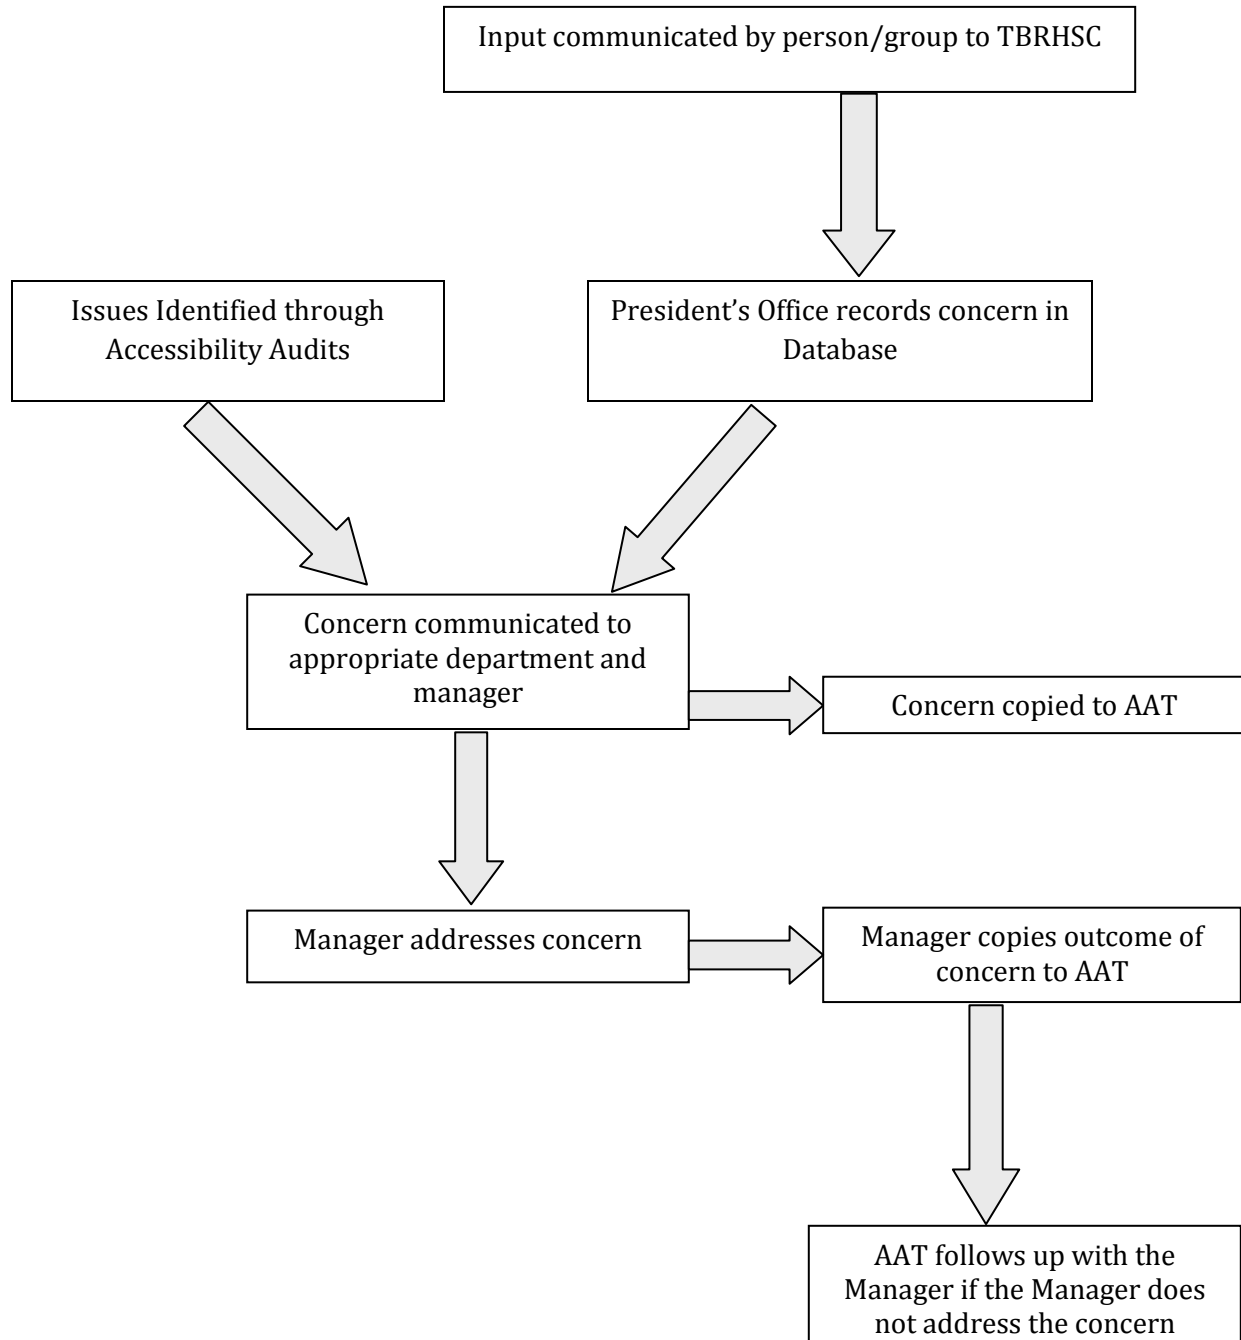 Input communicated by person/group to TBRHSC
Issues Identified through
Accessibility Audits
President’s Office records concern in
Database
Concern communicated to
appropriate department and
manager
Concern copied to AAT
Manager addresses concern
Manager copies outcome of
concern to AAT
AAT follows up with the
Manager if the Manager does
not address the concern